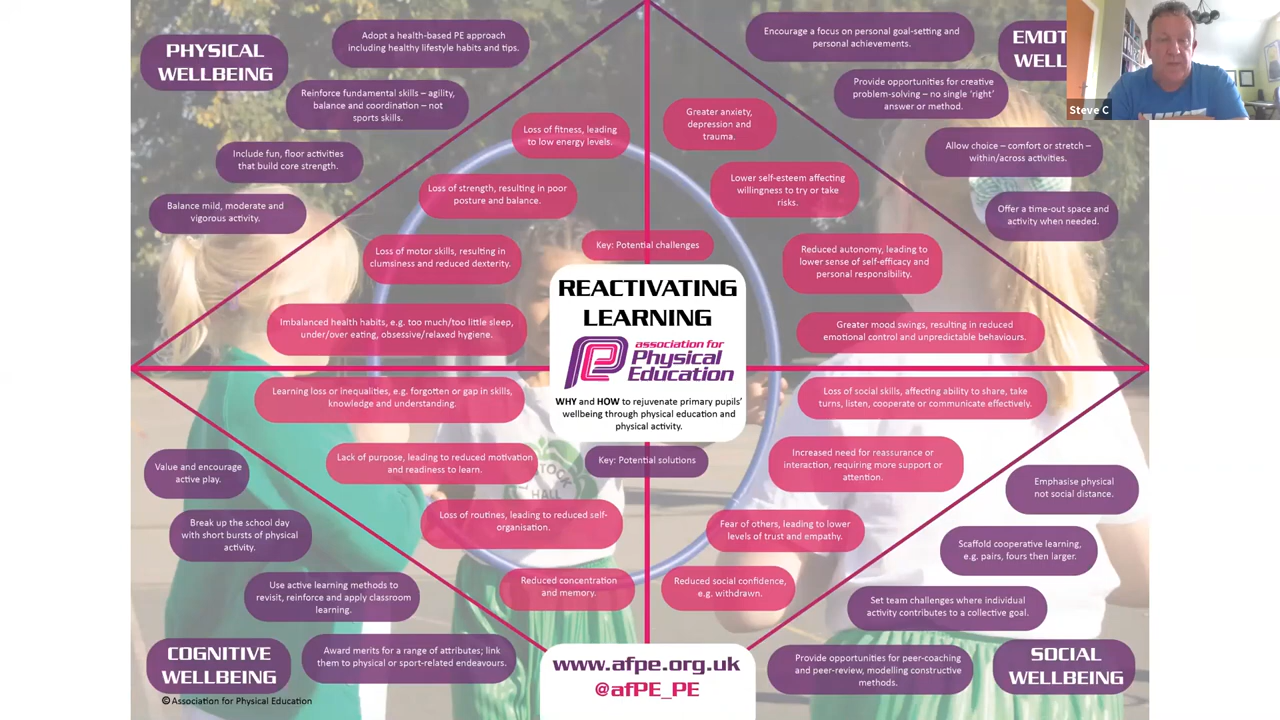 PHYSICAL
WELLBEING
Adopt a health-based PE approach
including healthy lifestyle habits and tips.
Reinforce fundamental skills – agility,
balance and coordination – not
sports skills.
Include fun, floor activities
that build core strength.
Balance mild, moderate and
vigorous activity.
Loss of fitness, leading
to low energy levels.
Loss of strength, resulting in poor
posture and balance.
Loss of motor skills, resulting in
clumsiness and reduced dexterity.
Imbalanced health habits, e.g. too much/too little sleep,
under/over eating, obsessive/relaxed hygiene.
EMOT
WELL
Steve C
Encourage a focus on personal goal-setting and
personal achievements.
Provide opportunities for creative
problem-solving – no single ‘right’
answer or method.
Allow choice – comfort or stretch –
within/across activities.
Offer a time-out space and
activity when needed.
Greater anxiety,
depression and
trauma.
Lower self-esteem affecting
willingness to try or take
risks.
Reduced autonomy, leading to
lower sense of self-efficacy and
personal responsibility.
Greater mood swings, resulting in reduced
emotional control and unpredictable behaviours.
Key: Potential challenges
REACTIVATING
LEARNING
association for
Physical
Education
WHY and HOW to rejuvenate primary pupils’
wellbeing through physical education and
physical activity.
Key: Potential solutions
Learning loss or inequalities, e.g. forgotten or gap in skills,
knowledge and understanding.
Lack of purpose, leading to reduced motivation
and readiness to learn.
Loss of routines, leading to reduced self-
organisation.
Reduced concentration
and memory.
Value and encourage
active play.
Break up the school day
with short bursts of physical
activity.
Use active learning methods to
revisit, reinforce and apply classroom
learning.
Award merits for a range of attributes; link
them to physical or sport-related endeavours.
COGNITIVE
WELLBEING
© Association for Physical Education
Loss of social skills, affecting ability to share, take
turns, listen, cooperate or communicate effectively.
Increased need for reassurance or
interaction, requiring more support or
attention.
Fear of others, leading to lower
levels of trust and empathy.
Reduced social confidence,
e.g. withdrawn.
Emphasise physical
not social distance.
Scaffold cooperative learning,
e.g. pairs, fours then larger.
Set team challenges where individual
activity contributes to a collective goal.
Provide opportunities for peer-coaching
and peer-review, modelling constructive
methods.
SOCIAL
WELLBEING
www.afpe.org.uk
@afPE_PE
HALL